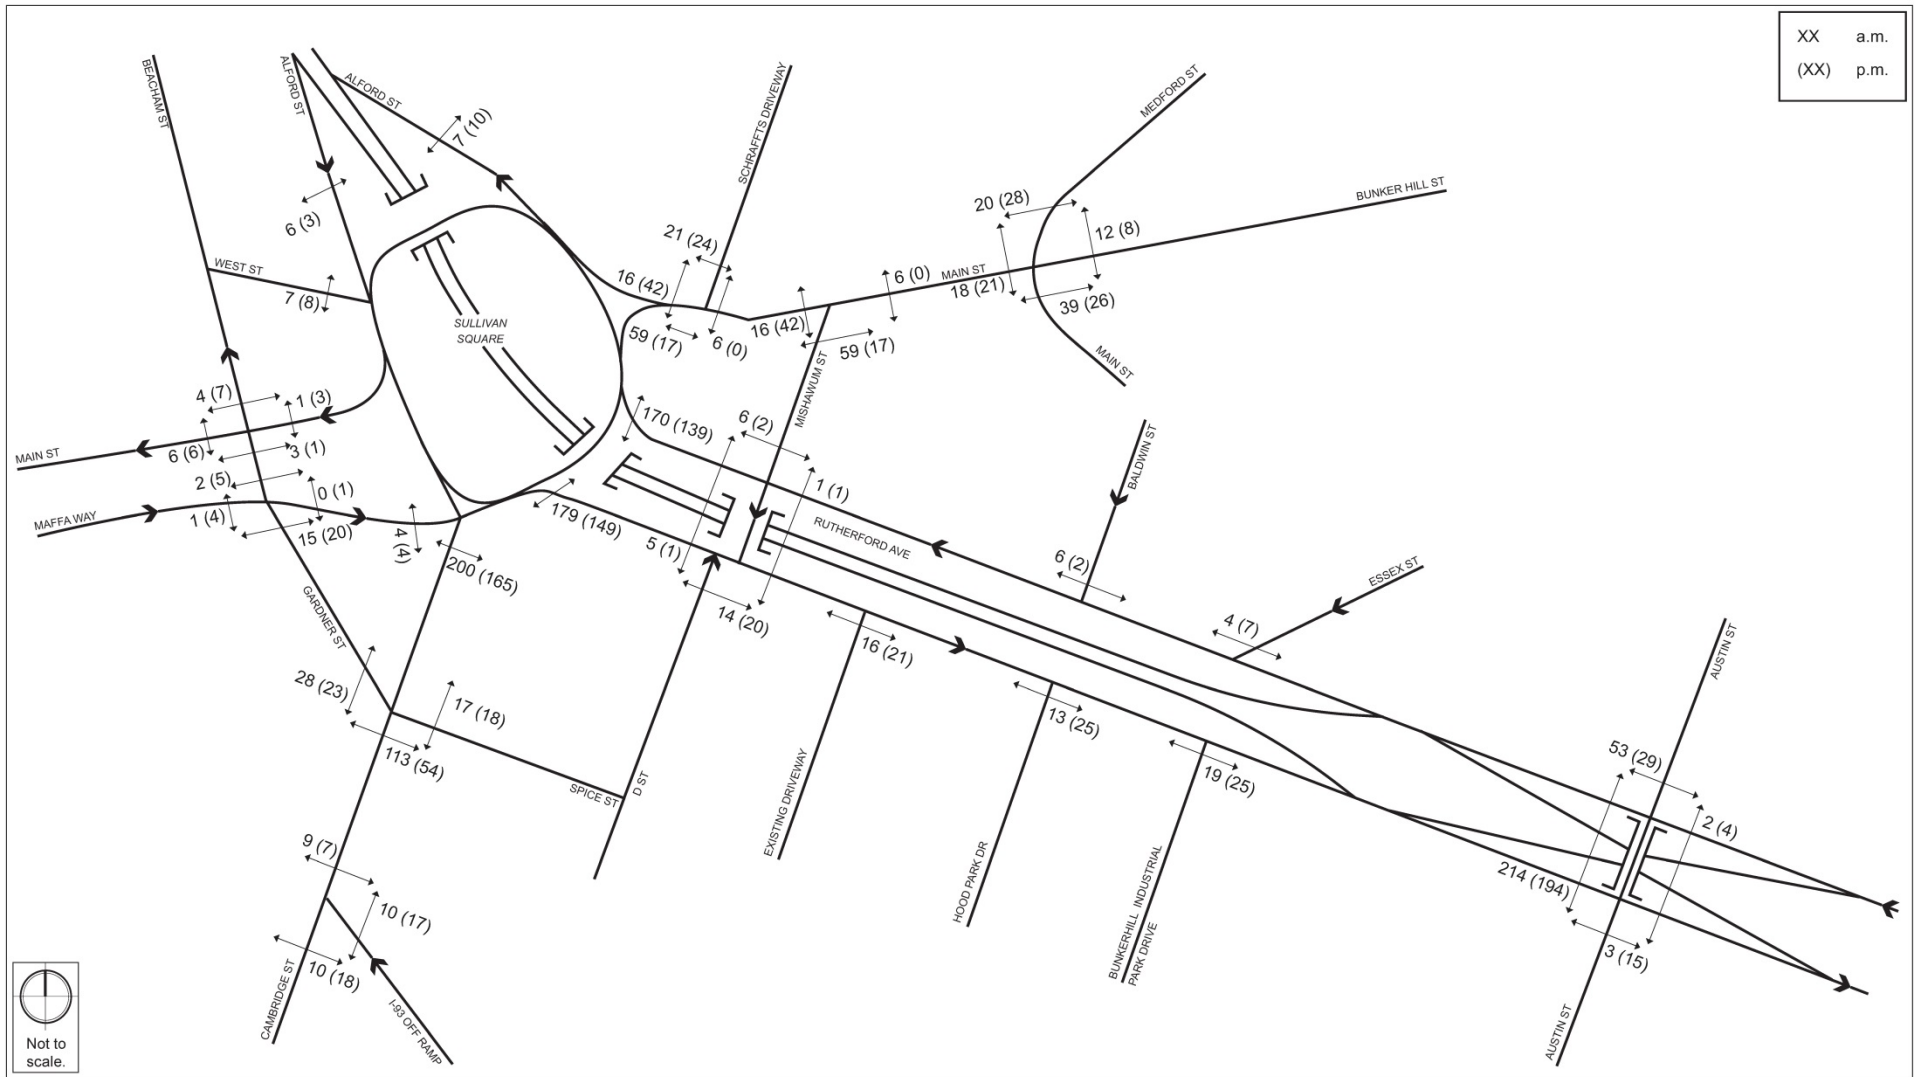 XX a.m.
(XX) p.m.
BEACHAM ST
ALFORD ST
ALFORD ST
7 (10)
SCHRAFFTS DRIVEWAY
MEDFORD ST
BUNKER HILL ST
20 (28)
12 (8)
6 (3)
21 (24)
16 (42)
6 (0)
MAIN ST
18 (21)
39 (26)
WEST ST
7 (8)
SULLIVAN
SQUARE
59 (17)
6 (0)
16 (42)
59 (17)
MAIN ST
MISHAWUM ST
4 (7)
1 (3)
170 (139)
6 (2)
MAIN ST
6 (6)
3 (1)
2 (5)
0 (1)
1 (1)
BALDWIN ST
MAFFA WAY
1 (4)
15 (20)
4 (4)
179 (149)
5 (1)
RUTHERFORD AVE
200 (165)
6 (2)
ESSEX ST
GARDNER ST
14 (20)
16 (21)
4 (7)
AUSTIN ST
28 (23)
17 (18)
113 (54)
13 (25)
19 (25)
53 (29)
SPICE ST
D ST
EXISTING DRIVEWAY
2 (4)
9 (7)
HOOD PARK DR
BUNKERHILL INDUSTRIAL
PARK DRIVE
214 (194)
10 (17)
10 (18)
3 (15)
CAMBRIDGE ST
I-93 OFF RAMP
AUSTIN ST
Not to
scale.